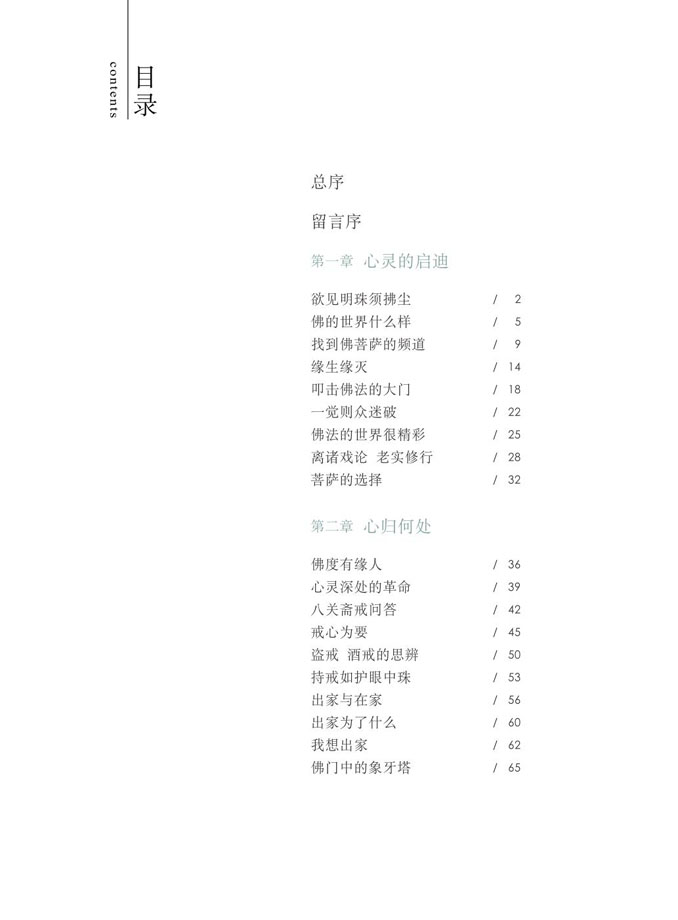 目录
contents
总序
留言序
第一章 心灵的启迪
欲见明珠须拂尘 / 2
佛的世界什么样 / 5
找到佛菩萨的频道 / 9
缘生缘灭 / 14
叩击佛法的大门 / 18
一觉则众迷破 / 22
佛法的世界很精彩 / 25
离诸戏论 老实修行 / 28
菩萨的选择 / 32
第二章 心归何处
佛度有缘人 / 36
心灵深处的革命 / 39
八关斋戒问答 / 42
戒心为要 / 45
盗戒 酒戒的思辨 / 50
持戒如护眼中珠 / 53
出家与在家 / 56
出家为了什么 / 60
我想出家 / 62
佛门中的象牙塔 / 65